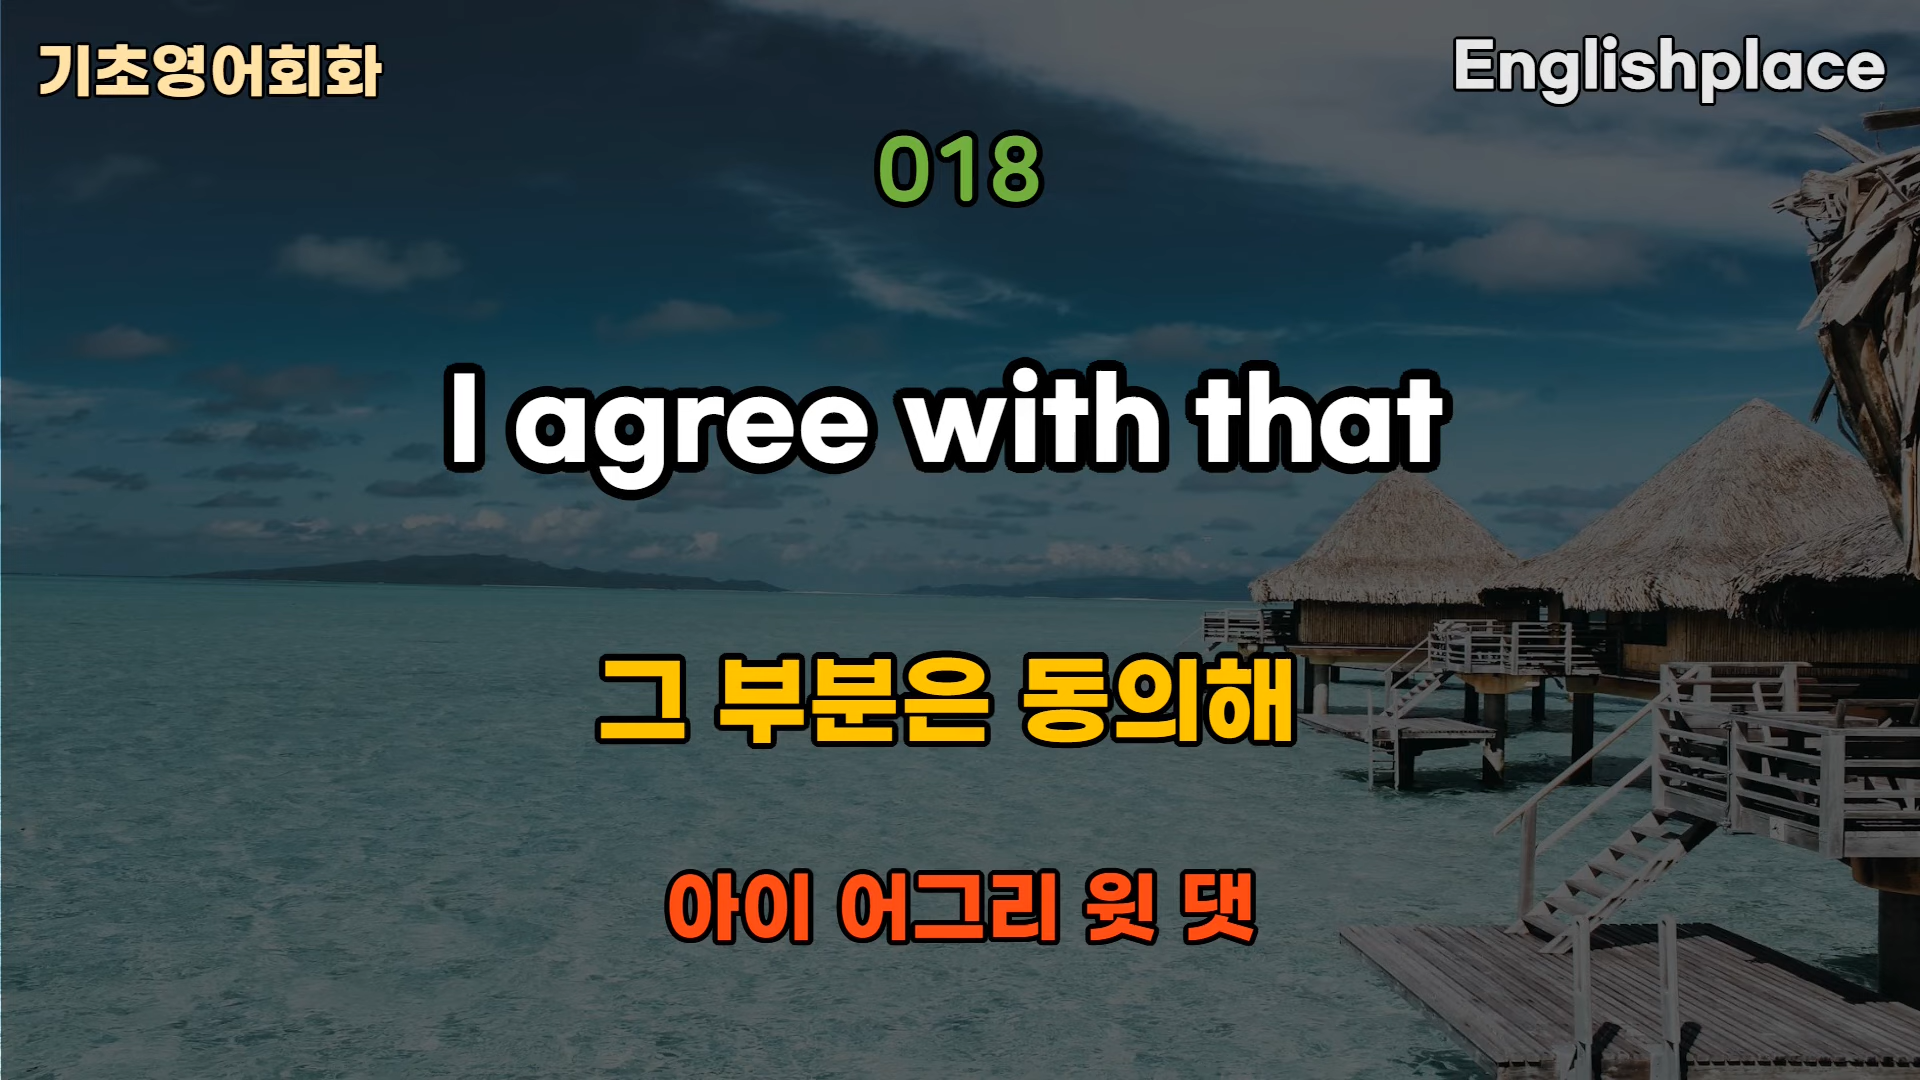 기초영어회화
Englishplace
018
I agree with that
그 부분은 동의해
아이 어그리 윗 댓